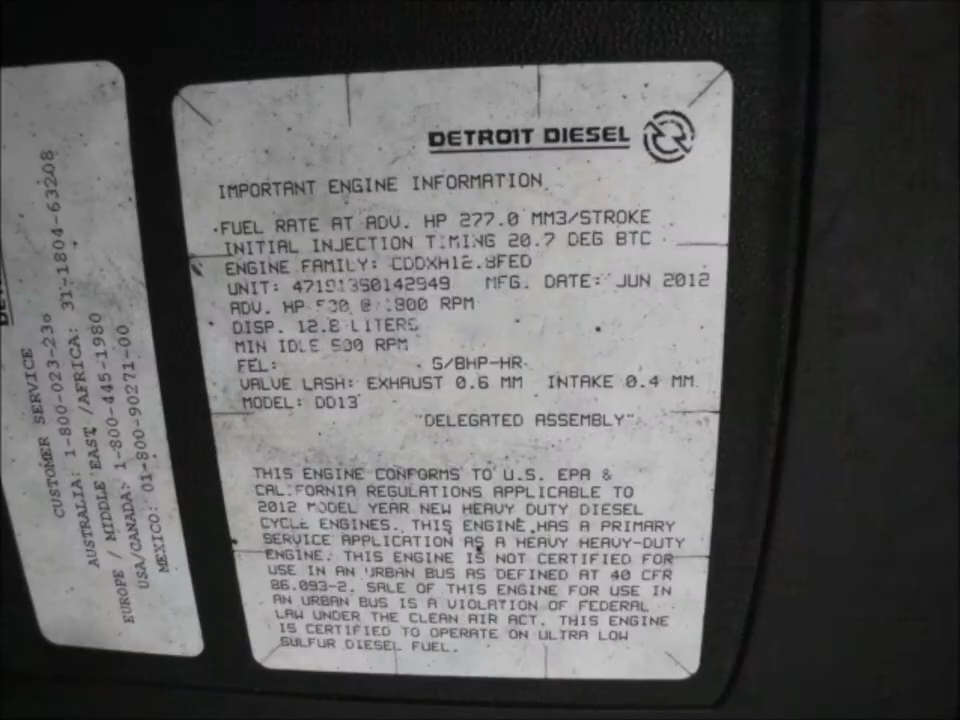 CUSTOMER SERVICE
AUSTRALIA: 1-800-023-23
EUROPE / MIDDLE EAST /AFRICA: 31-1804-63208
USA/CANADA: 1-800-445-1980
MEXICO: 01-800-90271-00
DETROIT DIESEL
IMPORTANT ENGINE INFORMATION
FUEL RATE AT ADV. HP 277.0 MM3/STROKE
INITIAL INJECTION TIMING 20.7 DEG BTC
ENGINE FAMILY: CDDXH12.8FED
UNIT: MFG. DATE: JUN 2012
ADV. HP @ 1800 RPM
DISP. 12.8 LITERS
MIN IDLE 500 RPM
FEL: G/BHP-HR
VALVE LASH: EXHAUST 0.6 MM INTAKE 0.4 MM
MODEL: DD13
"DELEGATED ASSEMBLY"
THIS ENGINE CONFORMS TO U.S. EPA &
CALIFORNIA REGULATIONS APPLICABLE TO
2012 MODEL YEAR NEW HEAVY DUTY DIESEL
CYCLE ENGINES. THIS ENGINE HAS A PRIMARY
SERVICE APPLICATION AS A HEAVY HEAVY-DUTY
ENGINE. THIS ENGINE IS NOT CERTIFIED FOR
USE IN AN URBAN BUS AS DEFINED AT 40 CFR
86.093-2. SALE OF THIS ENGINE FOR USE IN
AN URBAN BUS IS A VIOLATION OF FEDERAL
LAW UNDER THE CLEAN AIR ACT. THIS ENGINE
IS CERTIFIED TO OPERATE ON ULTRA LOW
SULFUR DIESEL FUEL.